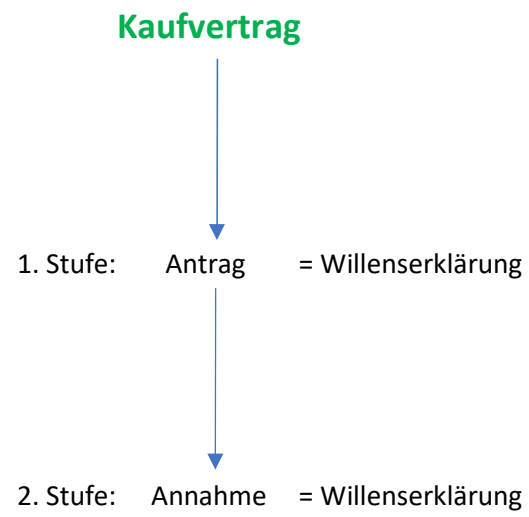 Kaufvertrag
1. Stufe: Antrag = Willenserklärung
2. Stufe: Annahme = Willenserklärung